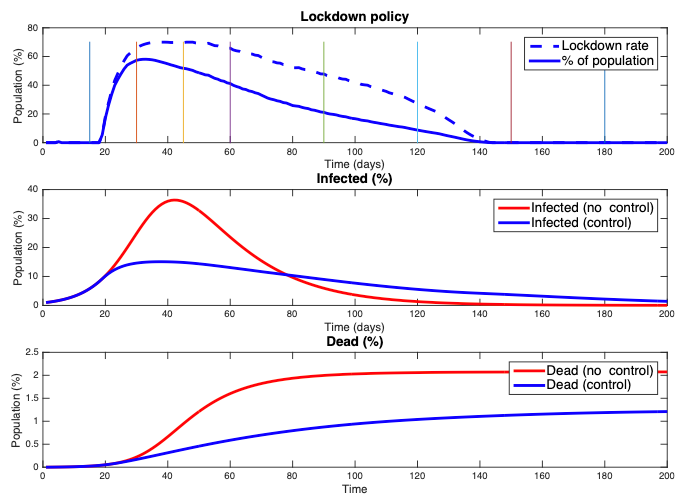 Lockdown policy
80
60
40
20
0
Population (%)
Lockdown rate
% of population
0 20 40 60 80 100 120 140 160 180 200
Time (days)
Infected (%)
40
30
20
10
0
Population (%)
Infected (no control)
Infected (control)
0 20 40 60 80 100 120 140 160 180 200
Time (days)
Dead (%)
2.5
2
1.5
1
0.5
0
Population (%)
Dead (no control)
Dead (control)
0 20 40 60 80 100 120 140 160 180 200
Time